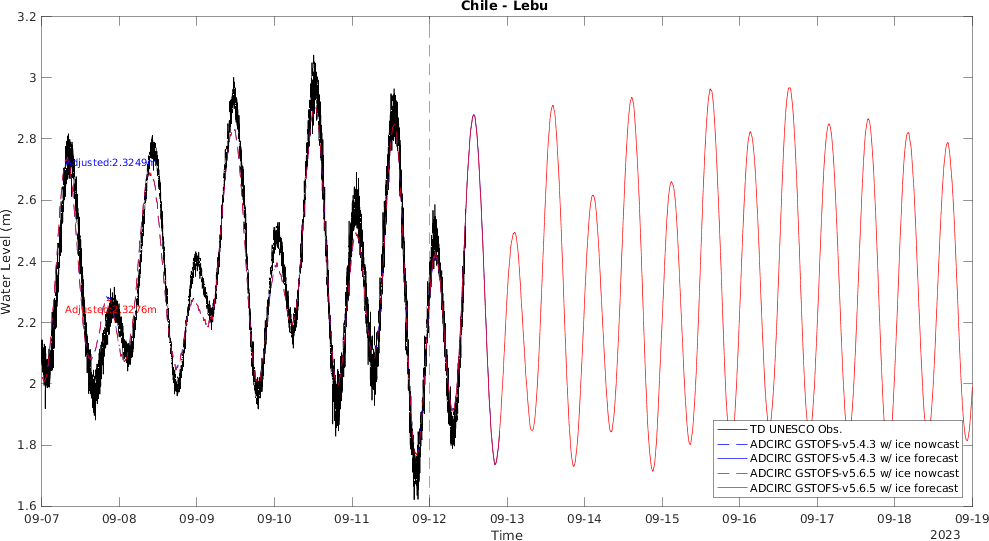 Chile - Lebu
3.2
3
2.8
2.6
2.4
2.2
2
1.8
1.6
Water Level (m)
Adjusted:2.3249m
Adjusted:2.3276m
TD UNESCO Obs.
ADCIRC GSTOFS-v5.4.3 w/ ice nowcast
ADCIRC GSTOFS-v5.4.3 w/ ice forecast
ADCIRC GSTOFS-v5.6.5 w/ ice nowcast
ADCIRC GSTOFS-v5.6.5 w/ ice forecast
09-07 09-08 09-09 09-10 09-11 09-12 09-13 09-14 09-15 09-16 09-17 09-18 09-19
Time
2023